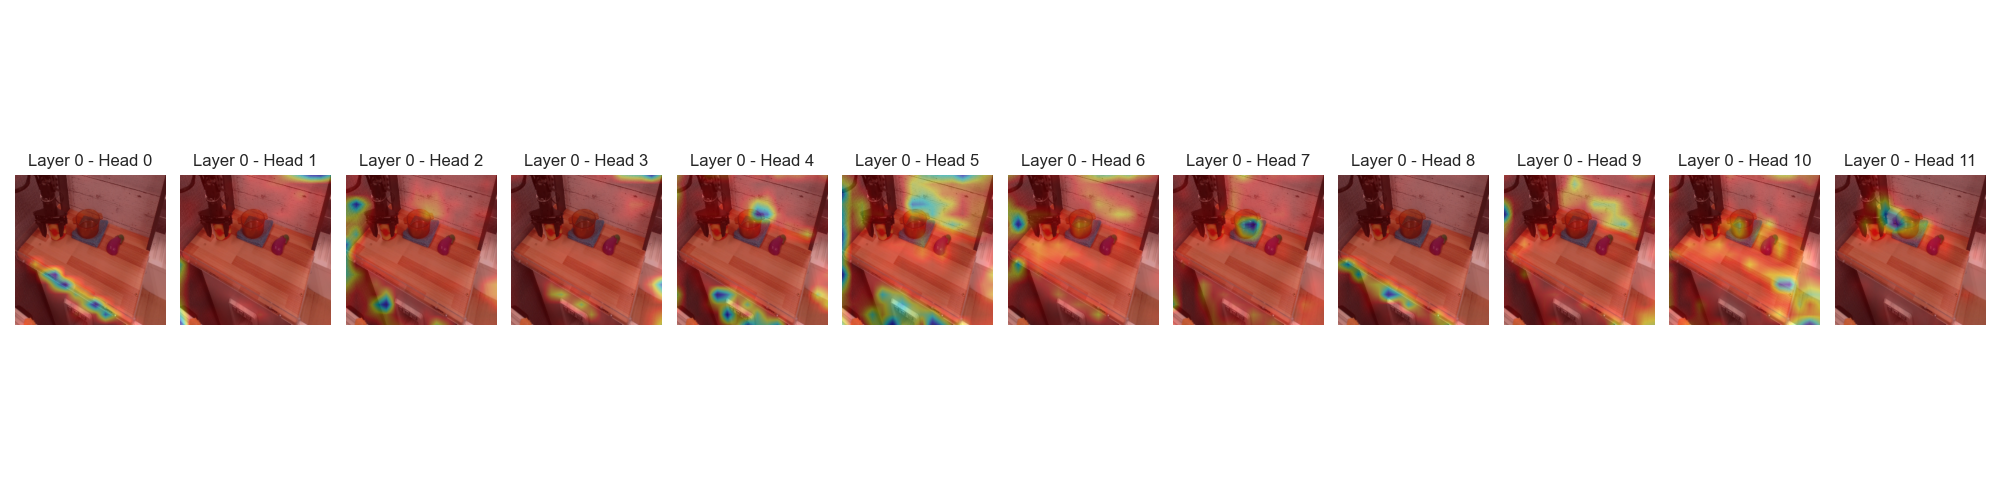 Layer 0 - Head 0
Layer 0 - Head 1
Layer 0 - Head 2
Layer 0 - Head 3
Layer 0 - Head 4
Layer 0 - Head 5
Layer 0 - Head 6
Layer 0 - Head 7
Layer 0 - Head 8
Layer 0 - Head 9
Layer 0 - Head 10
Layer 0 - Head 11